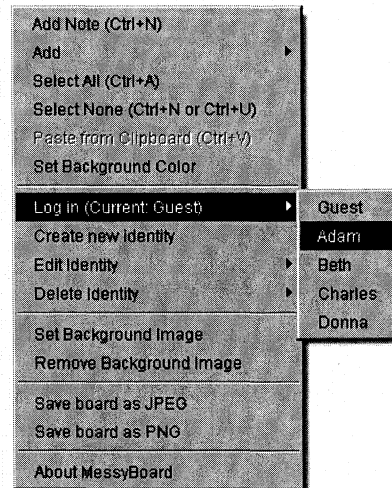 Add Note (Ctrl+N)
Add
Select All (Ctrl+A)
Select None (Ctrl+N or Ctrl+U)
Paste from Clipboard (Ctrl+V)
Set Background Color
Log in (Current: Guest)
Create new Identity
Edit Identity
Delete Identity
Set Background Image
Remove Background Image
Save board as JPEG
Save board as PNG
About MessyBoard
Guest
Adam
Beth
Charles
Donna